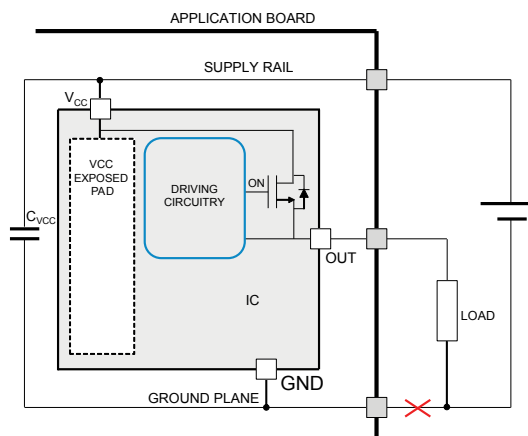 APPLICATION BOARD
SUPPLY RAIL
VCC
VCC
EXPOSED
PAD
DRIVING
CIRCUITRY
ON
CVCC
OUT
IC
LOAD
GND
GROUND PLANE